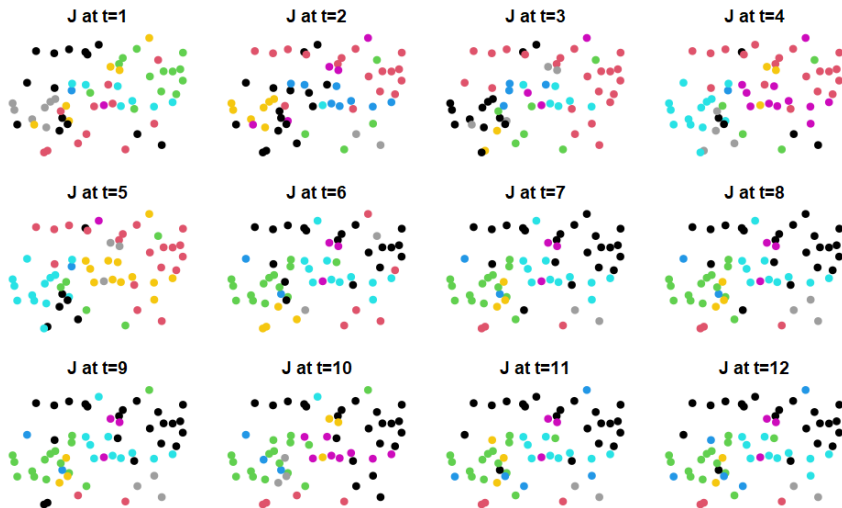 J at t=1
J at t=2
J at t=3
J at t=4
J at t=5
J at t=6
J at t=7
J at t=8
J at t=9
J at t=10
J at t=11
J at t=12